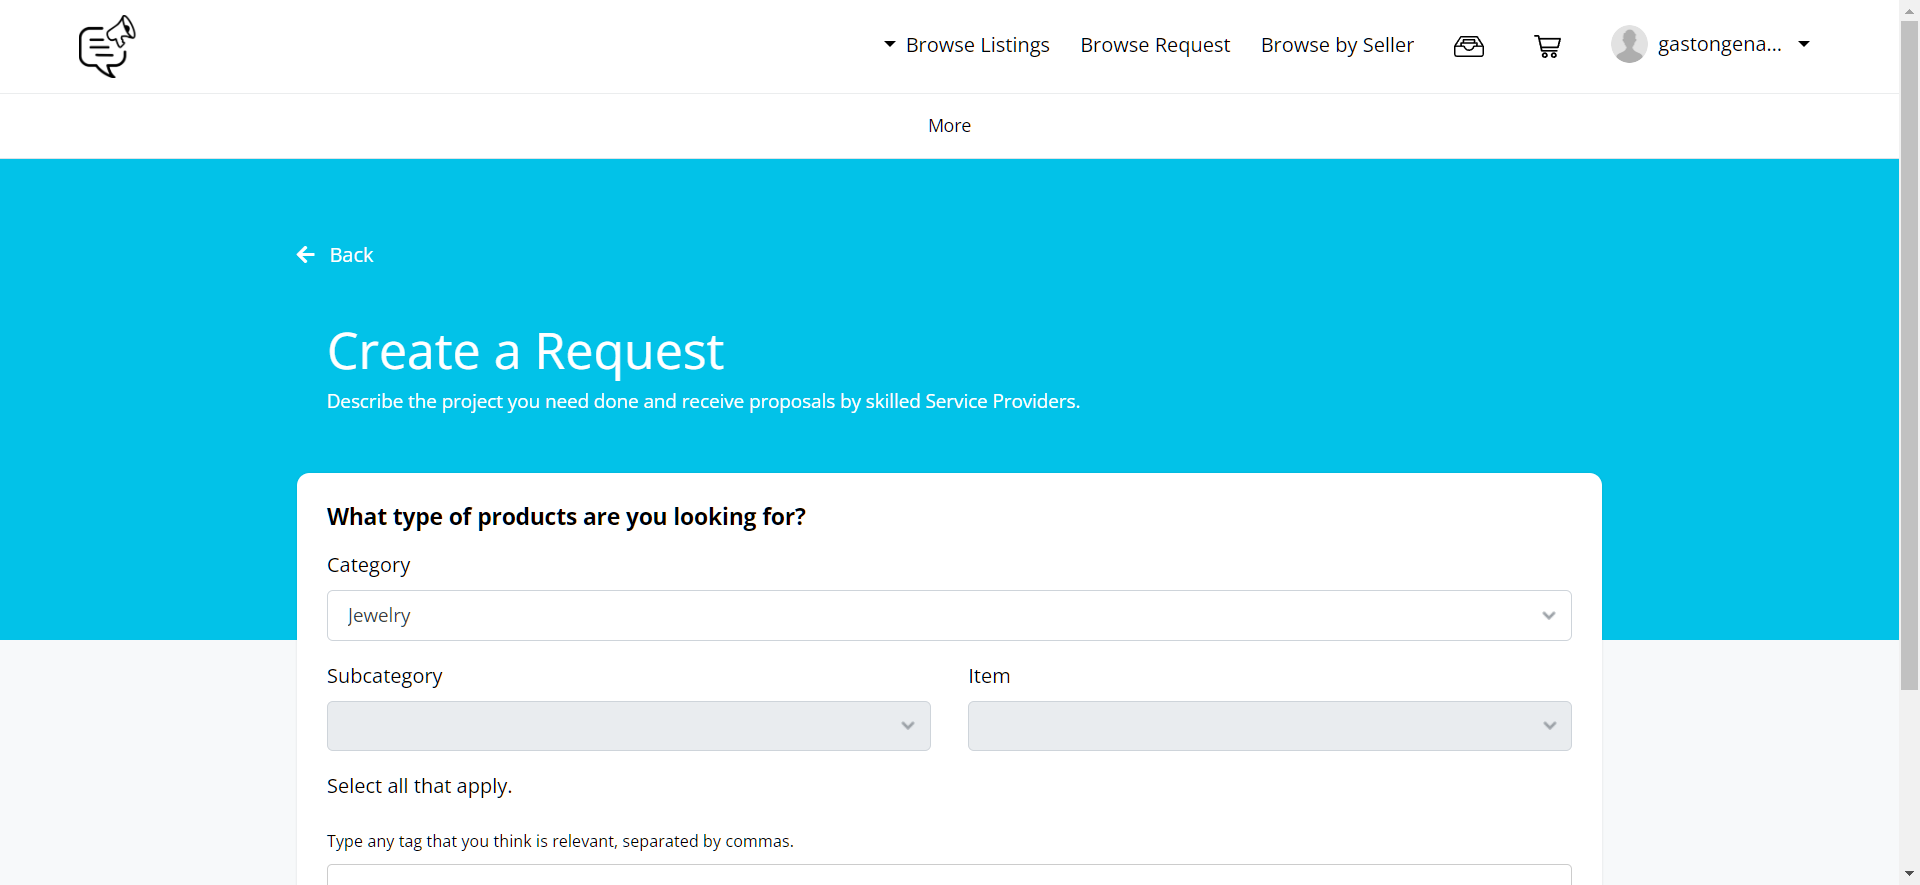 Browse Listings
Browse Request
Browse by Seller
gastongena...
More
Back
Create a Request
Describe the project you need done and receive proposals by skilled Service Providers.
What type of products are you looking for?
Category
Jewelry
Subcategory
Item
Select all that apply.
Type any tag that you think is relevant, separated by commas.